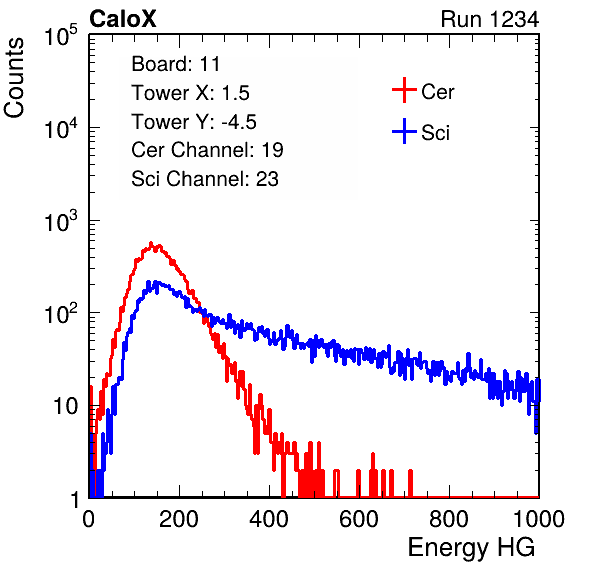 CaloX Run 1234
Counts
10^5
10^4
10^3
10^2
10
1
Board: 11
Tower X: 1.5
Tower Y: -4.5
Cer Channel: 19
Sci Channel: 23
Cer
Sci
0 200 400 600 800 1000
Energy HG